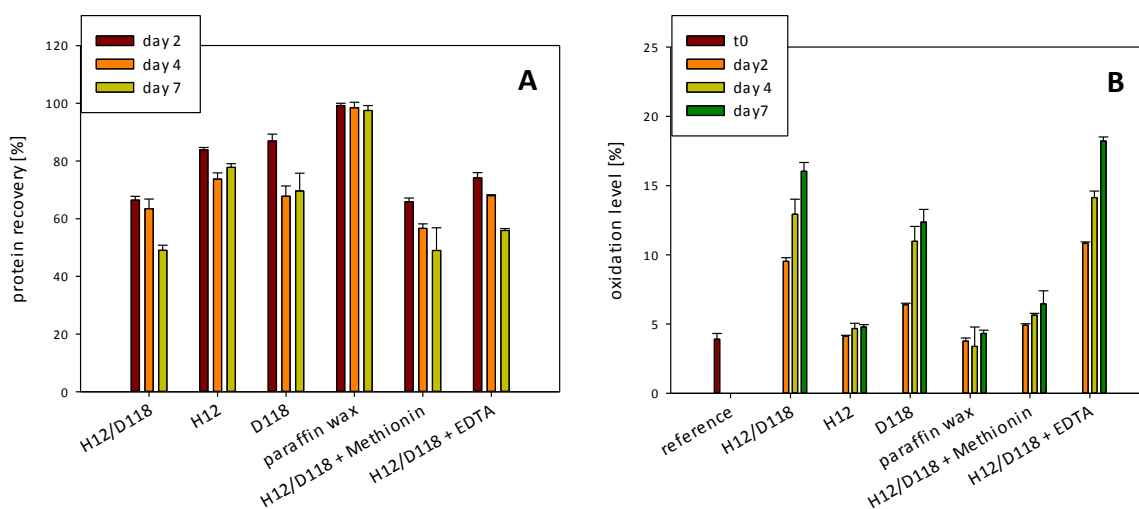 day 2
day 4
day 7
A
120
100
80
60
40
20
0
protein recovery [%]
H12/D118
H12
D118
paraffin wax
H12/D118 + Methionin
H12/D118 + EDTA
t0
day2
day 4
day7
B
25
20
15
10
5
0
oxidation level [%]
reference
H12/D118
H12
D118
paraffin wax
H12/D118 + Methionin
H12/D118 + EDTA